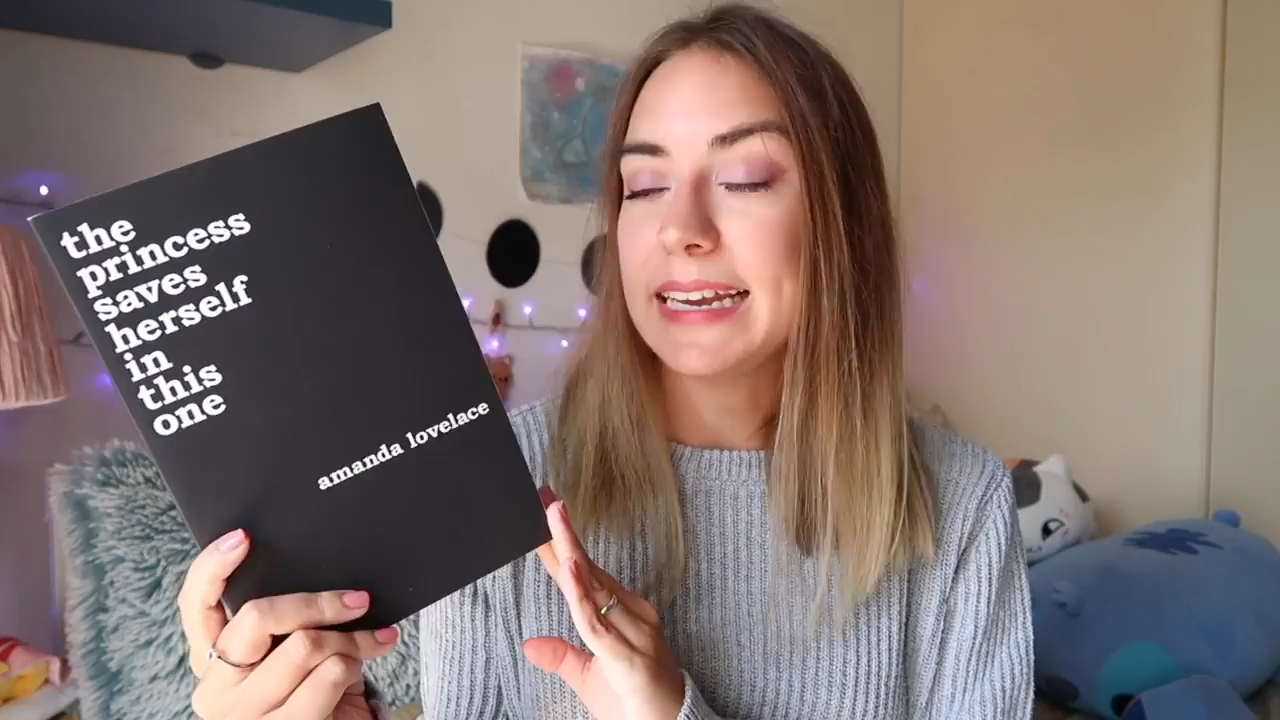 the
princess
saves
herself
in
this
one
amanda lovelace